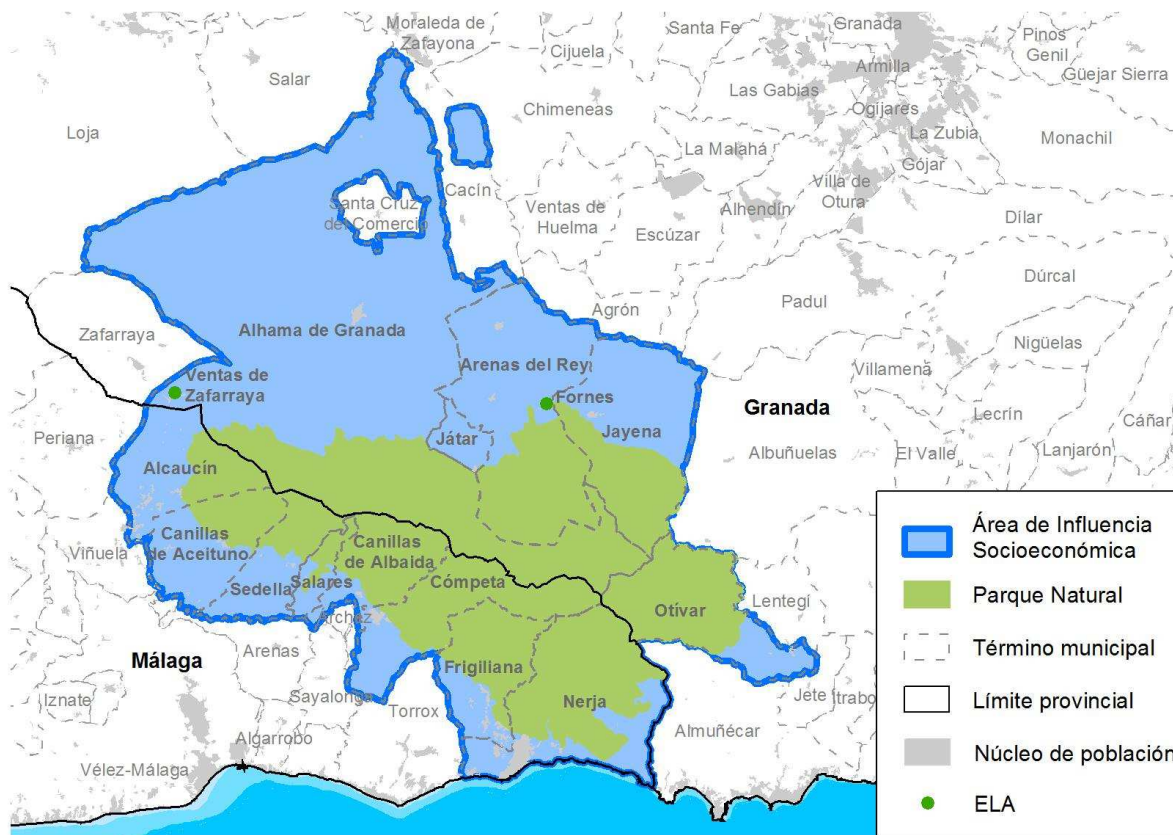 Moraleda de
Zafayona
Santa Fe
Granada
Cijuela
Pinos
Genil
Salar
Armilla
Güejar Sierra
Las Gabias
Chimeneas
Ogijares
Loja
La Zubia
Monachil
La Malahá
Gójar
Cacín
Villa de
Otura
Santa Cruz
del Comercio
Ventas de
Huelma
Alhendín
Dílar
Escúzar
Dúrcal
Padul
Agrón
Alhama de Granada
Zafarraya
Nigüelas
Arenas del Rey
Villamena
Ventas de
Zafarraya
Fornes
Granada
Lecrín
Cáñar
Periana
Játar
Jayena
Albuñuelas
El Valle
Lanjarón
Alcaucín
Canillas
de Aceituno
Viñuela
Canillas
de Albaida
Sedella
Salares
Cómpeta
Otívar
Lentegí
Archez
Málaga
Arenas
Frigiliana
Iznate
Sayalonga
Nerja
Jete
Itrabo
Torrox
Almuñécar
Algarrobo
Vélez-Málaga
Área de Influencia
Socioeconómica
Parque Natural
Término municipal
Límite provincial
Núcleo de población
ELA